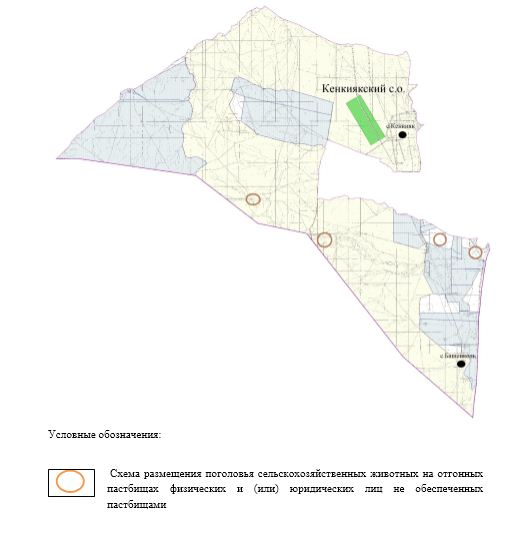 Кенкиякский с.о.
с.Кенкияк
с.Башенколь
Условные обозначения:
Схема размещения поголовья сельскохозяйственных животных на отгонных
пастбищах физических и (или) юридических лиц не обеспеченных
пастбищами